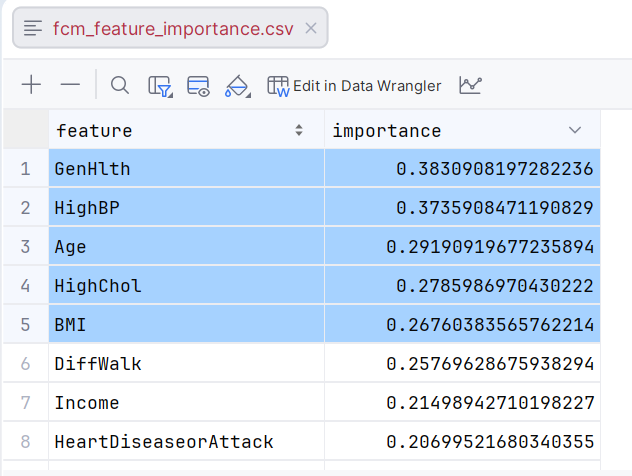 fcm_feature_importance.csv
Edit in Data Wrangler
feature importance
1 GenHlth 0.3830908197282236
2 HighBP 0.3735908471190829
3 Age 0.29190919677235894
4 HighChol 0.2785986970430222
5 BMI 0.26760383565762214
6 DiffWalk 0.25769628675938294
7 Income 0.21498942710198227
8 HeartDiseaseorAttack 0.20699521680340355